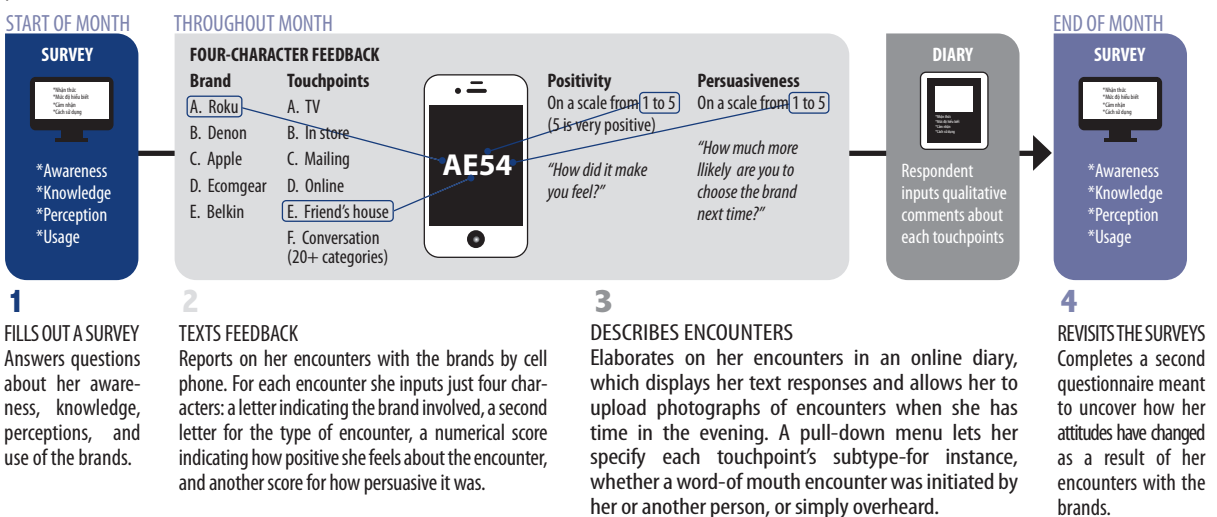 START OF MONTH
SURVEY
*Nhận thức
*Mức độ hiểu biết
*Cảm nhận
*Cách sử dụng
*Awareness
*Knowledge
*Perception
*Usage
THROUGHOUT MONTH
FOUR-CHARACTER FEEDBACK
Brand
A. Roku
B. Denon
C. Apple
D. Ecomgear
E. Belkin
Touchpoints
A. TV
B. In store
C. Mailing
D. Online
E. Friend's house
F. Conversation
(20+ categories)
AE54
Positivity
On a scale from 1 to 5
(5 is very positive)
"How did it make
you feel?"
Persuasiveness
On a scale from 1 to 5
"How much more
llikely are you to
choose the brand
next time?"
DIARY
*Nhận thức
*Mức độ hiểu biết
*Cảm nhận
*Cách sử dụng
Respondent
inputs qualitative
comments about
each touchpoints
END OF MONTH
SURVEY
*Nhận thức
*Mức độ hiểu biết
*Cảm nhận
*Cách sử dụng
*Awareness
*Knowledge
*Perception
*Usage
1
FILLS OUT A SURVEY
Answers questions
about her aware-
ness, knowledge,
perceptions, and
use of the brands.
2
TEXTS FEEDBACK
Reports on her encounters with the brands by cell
phone. For each encounter she inputs just four char-
acters: a letter indicating the brand involved, a second
letter for the type of encounter, a numerical score
indicating how positive she feels about the encounter,
and another score for how persuasive it was.
3
DESCRIBES ENCOUNTERS
Elaborates on her encounters in an online diary,
which displays her text responses and allows her to
upload photographs of encounters when she has
time in the evening. A pull-down menu lets her
specify each touchpoint's subtype-for instance,
whether a word-of mouth encounter was initiated by
her or another person, or simply overheard.
4
REVISITS THE SURVEYS
Completes a second
questionnaire meant
to uncover how her
attitudes have changed
as a result of her
encounters with the
brands.